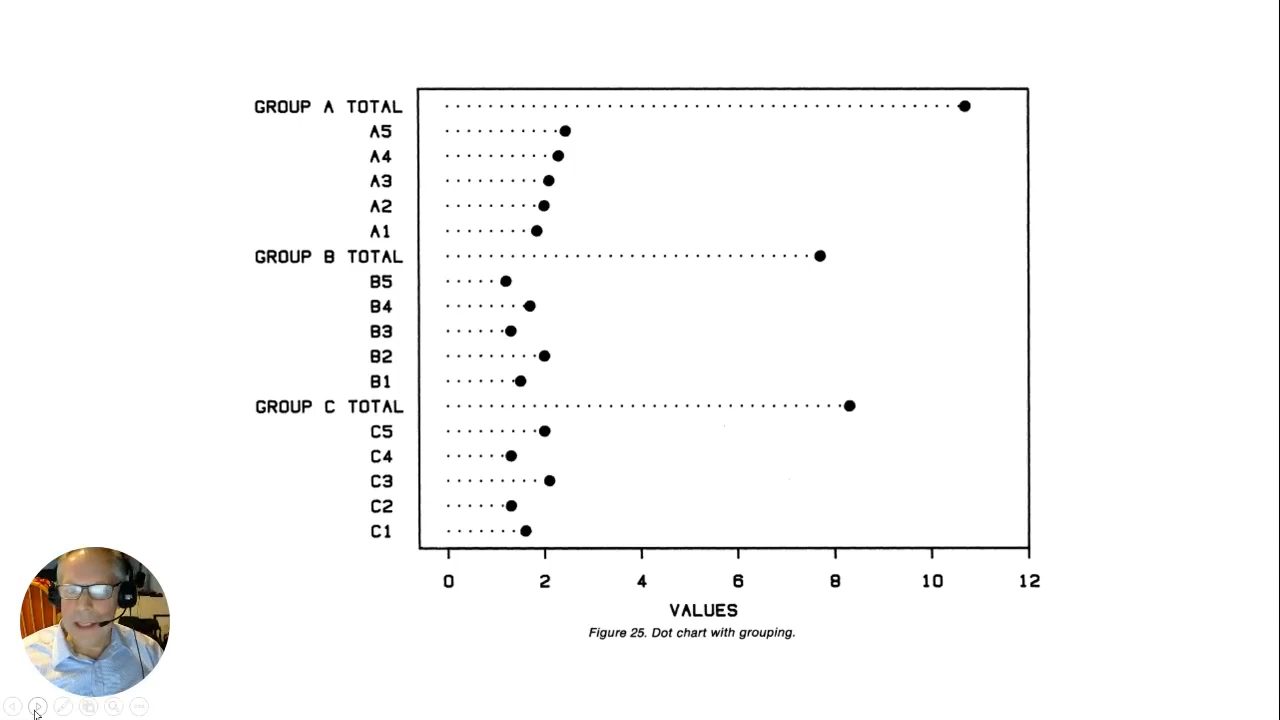 GROUP A TOTAL
A5
A4
A3
A2
A1
GROUP B TOTAL
B5
B4
B3
B2
B1
GROUP C TOTAL
C5
C4
C3
C2
C1
0 2 4 6 8 10 12
VALUES
Figure 25. Dot chart with grouping.